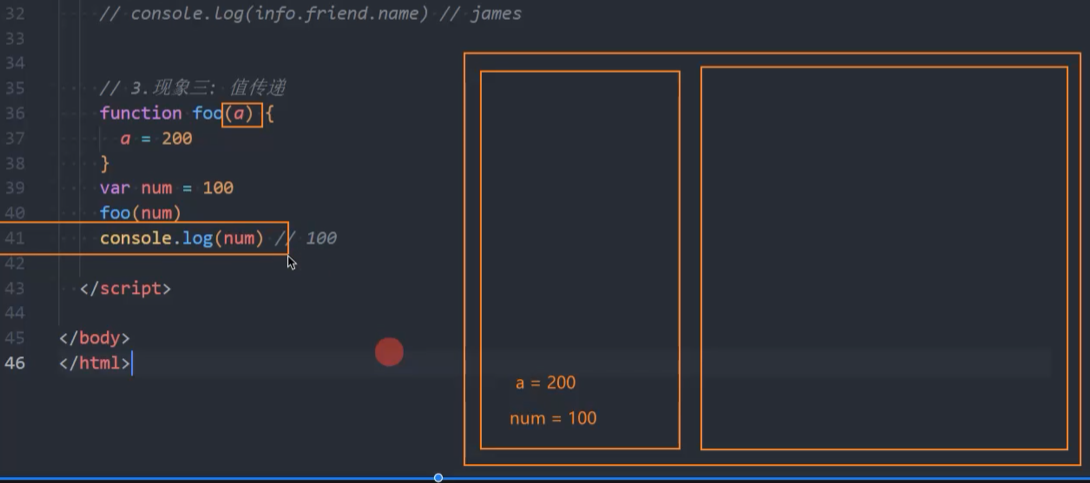 32 // console.log(info.friend.name) // james
33
34
35 // 3.现象三: 值传递
36 function foo(a) {
37 a = 200
38 }
39 var num = 100
40 foo(num)
41 console.log(num) // 100
42
43 </script>
44
45 </body>
46 </html>
a = 200
num = 100